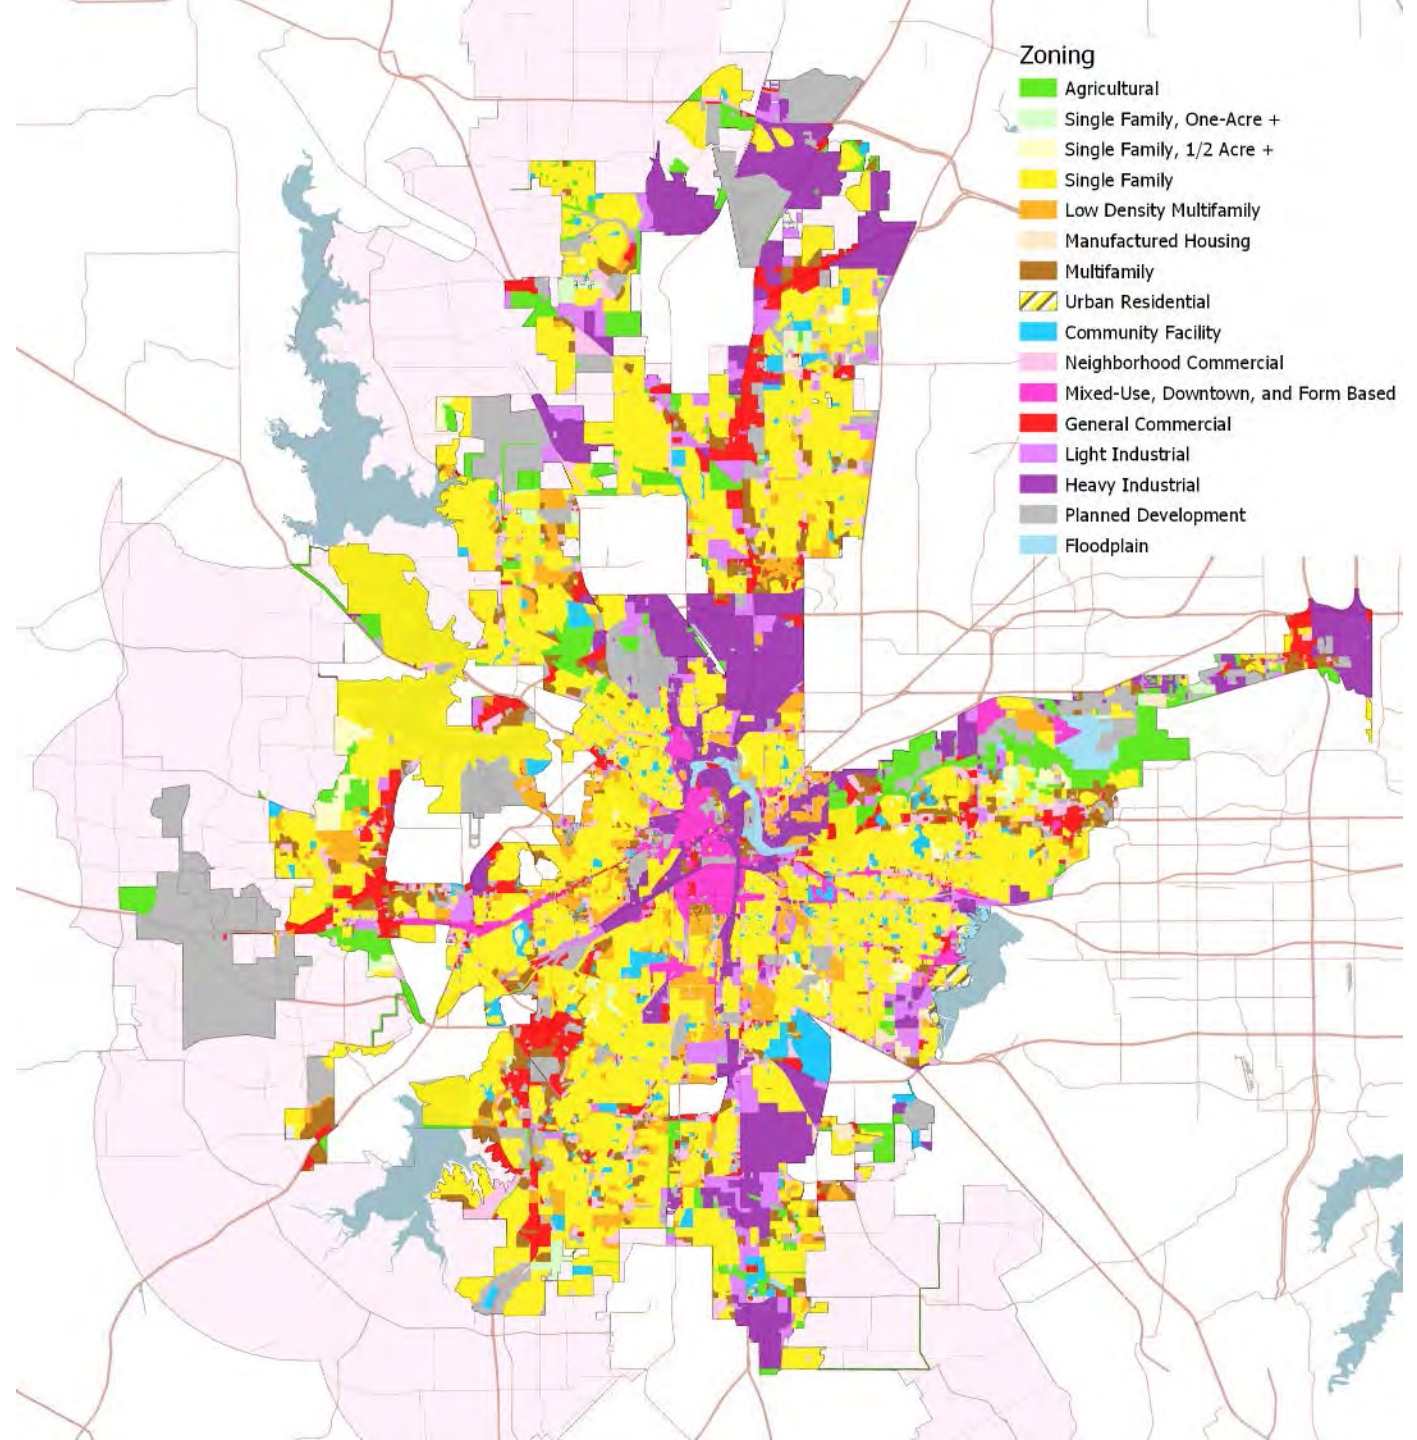 Zoning
Agricultural
Single Family, One-Acre +
Single Family, 1/2 Acre +
Single Family
Low Density Multifamily
Manufactured Housing
Multifamily
Urban Residential
Community Facility
Neighborhood Commercial
Mixed-Use, Downtown, and Form Based
General Commercial
Light Industrial
Heavy Industrial
Planned Development
Floodplain